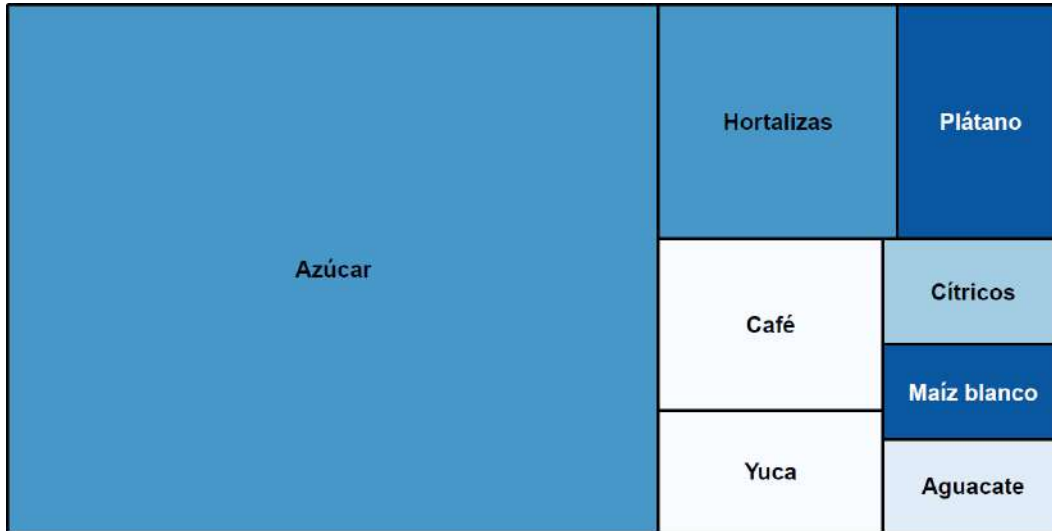 Azúcar
Hortalizas
Plátano
Café
Cítricos
Maíz blanco
Yuca
Aguacate